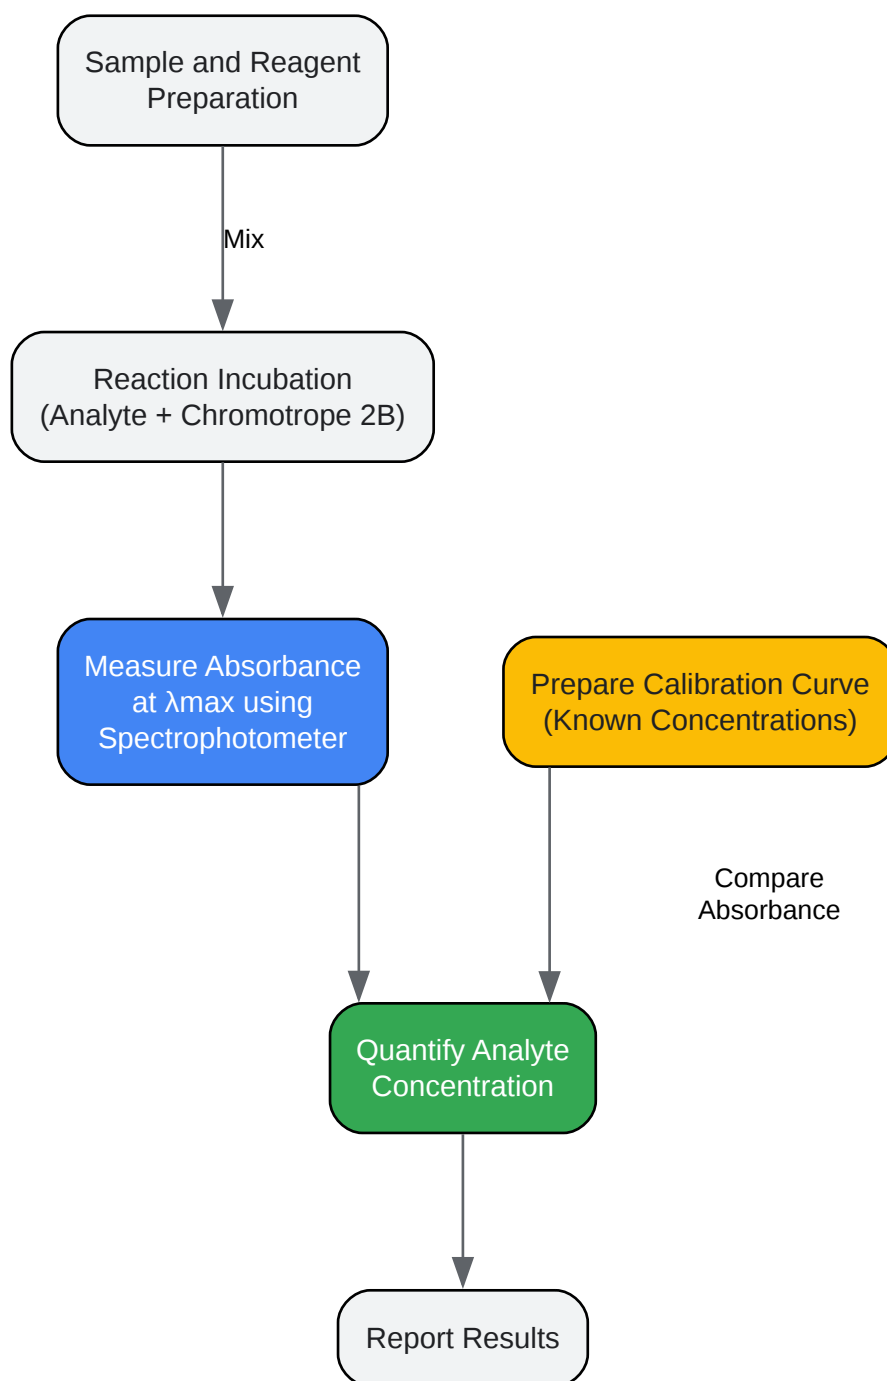 Sample and Reagent
Preparation
Mix
Reaction Incubation
(Analyte + Chromotrope 2B)
Measure Absorbance
at λmax using
Spectrophotometer
Prepare Calibration Curve
(Known Concentrations)
Compare
Absorbance
Quantify Analyte
Concentration
Report Results